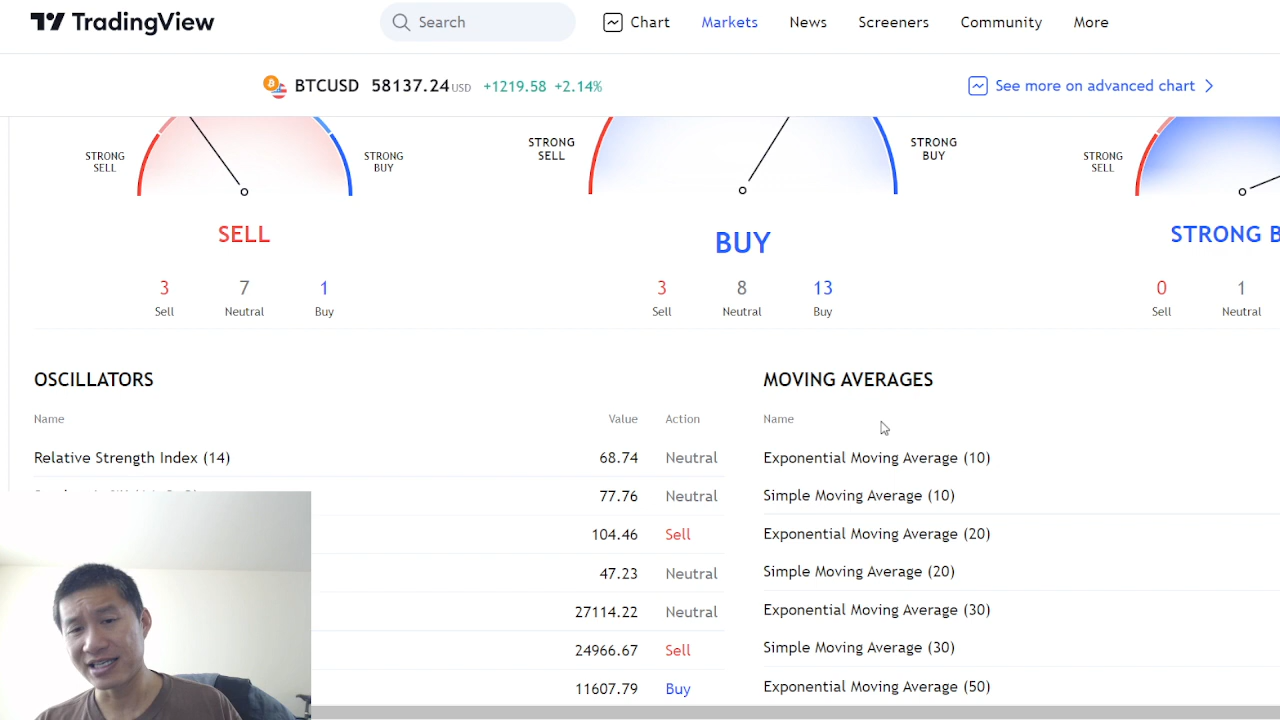 TradingView
Search
Chart
Markets
News
Screeners
Community
More
BTCUSD 58137.24 USD +1219.58 +2.14%
See more on advanced chart
STRONG SELL
STRONG BUY
SELL
3 7 1
Sell Neutral Buy
STRONG SELL
STRONG BUY
BUY
3 8 13
Sell Neutral Buy
STRONG SELL
STRONG B
0 1
Sell Neutral
OSCILLATORS
Name Value Action
Relative Strength Index (14) 68.74 Neutral
77.76 Neutral
104.46 Sell
47.23 Neutral
27114.22 Neutral
24966.67 Sell
11607.79 Buy
MOVING AVERAGES
Name
Exponential Moving Average (10)
Simple Moving Average (10)
Exponential Moving Average (20)
Simple Moving Average (20)
Exponential Moving Average (30)
Simple Moving Average (30)
Exponential Moving Average (50)